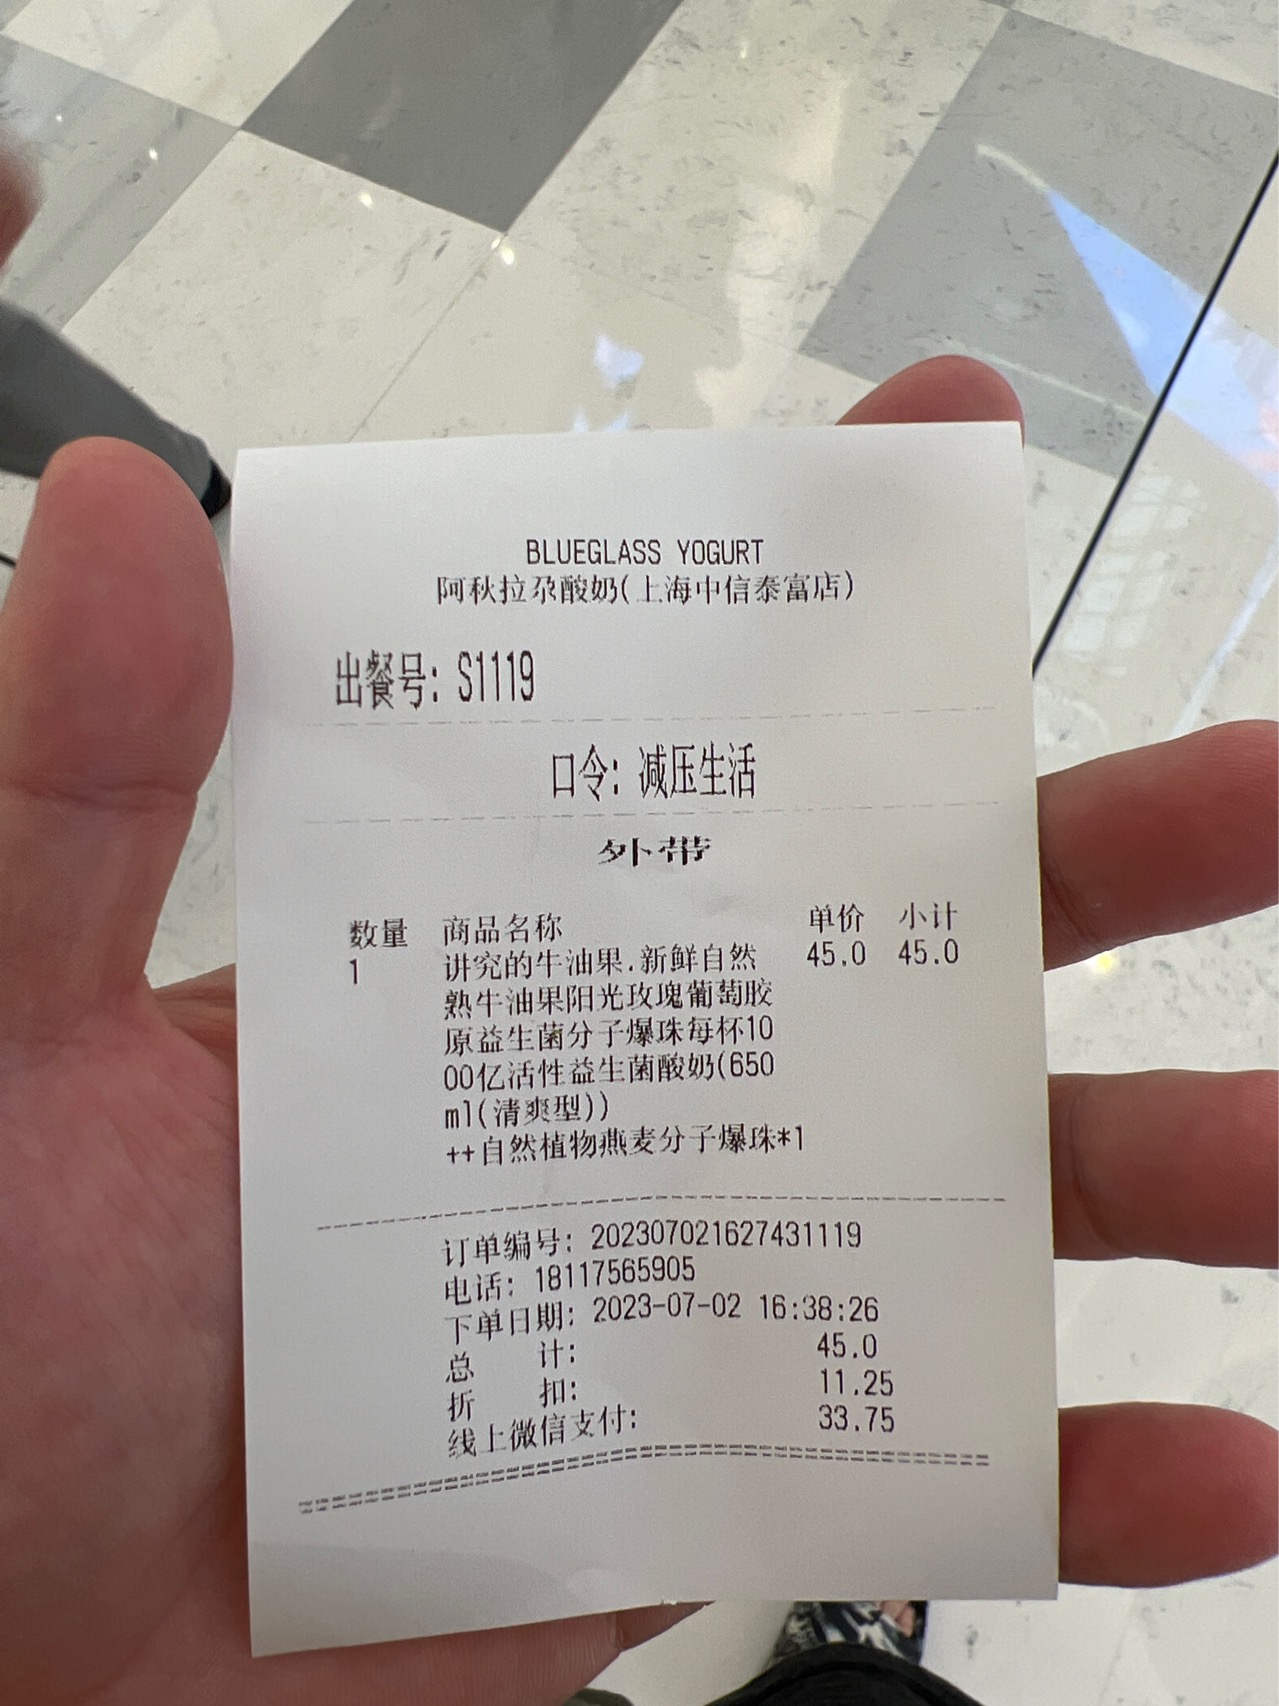 BLUEGLASS YOGURT
阿秋拉尕酸奶(上海中信泰富店)
出餐号: S1119
口令: 减压生活
外带
数量 商品名称 单价 小计
1 讲究的牛油果.新鲜自然 45.0 45.0
熟牛油果阳光玫瑰葡萄胶
原益生菌分子爆珠每杯10
00亿活性益生菌酸奶(650
ml(清爽型))
++自然植物燕麦分子爆珠*1
订单编号: 202307021627431119
电话: 18117565905
下单日期: 2023-07-02 16:38:26
总 计: 45.0
折 扣: 11.25
线上微信支付: 33.75